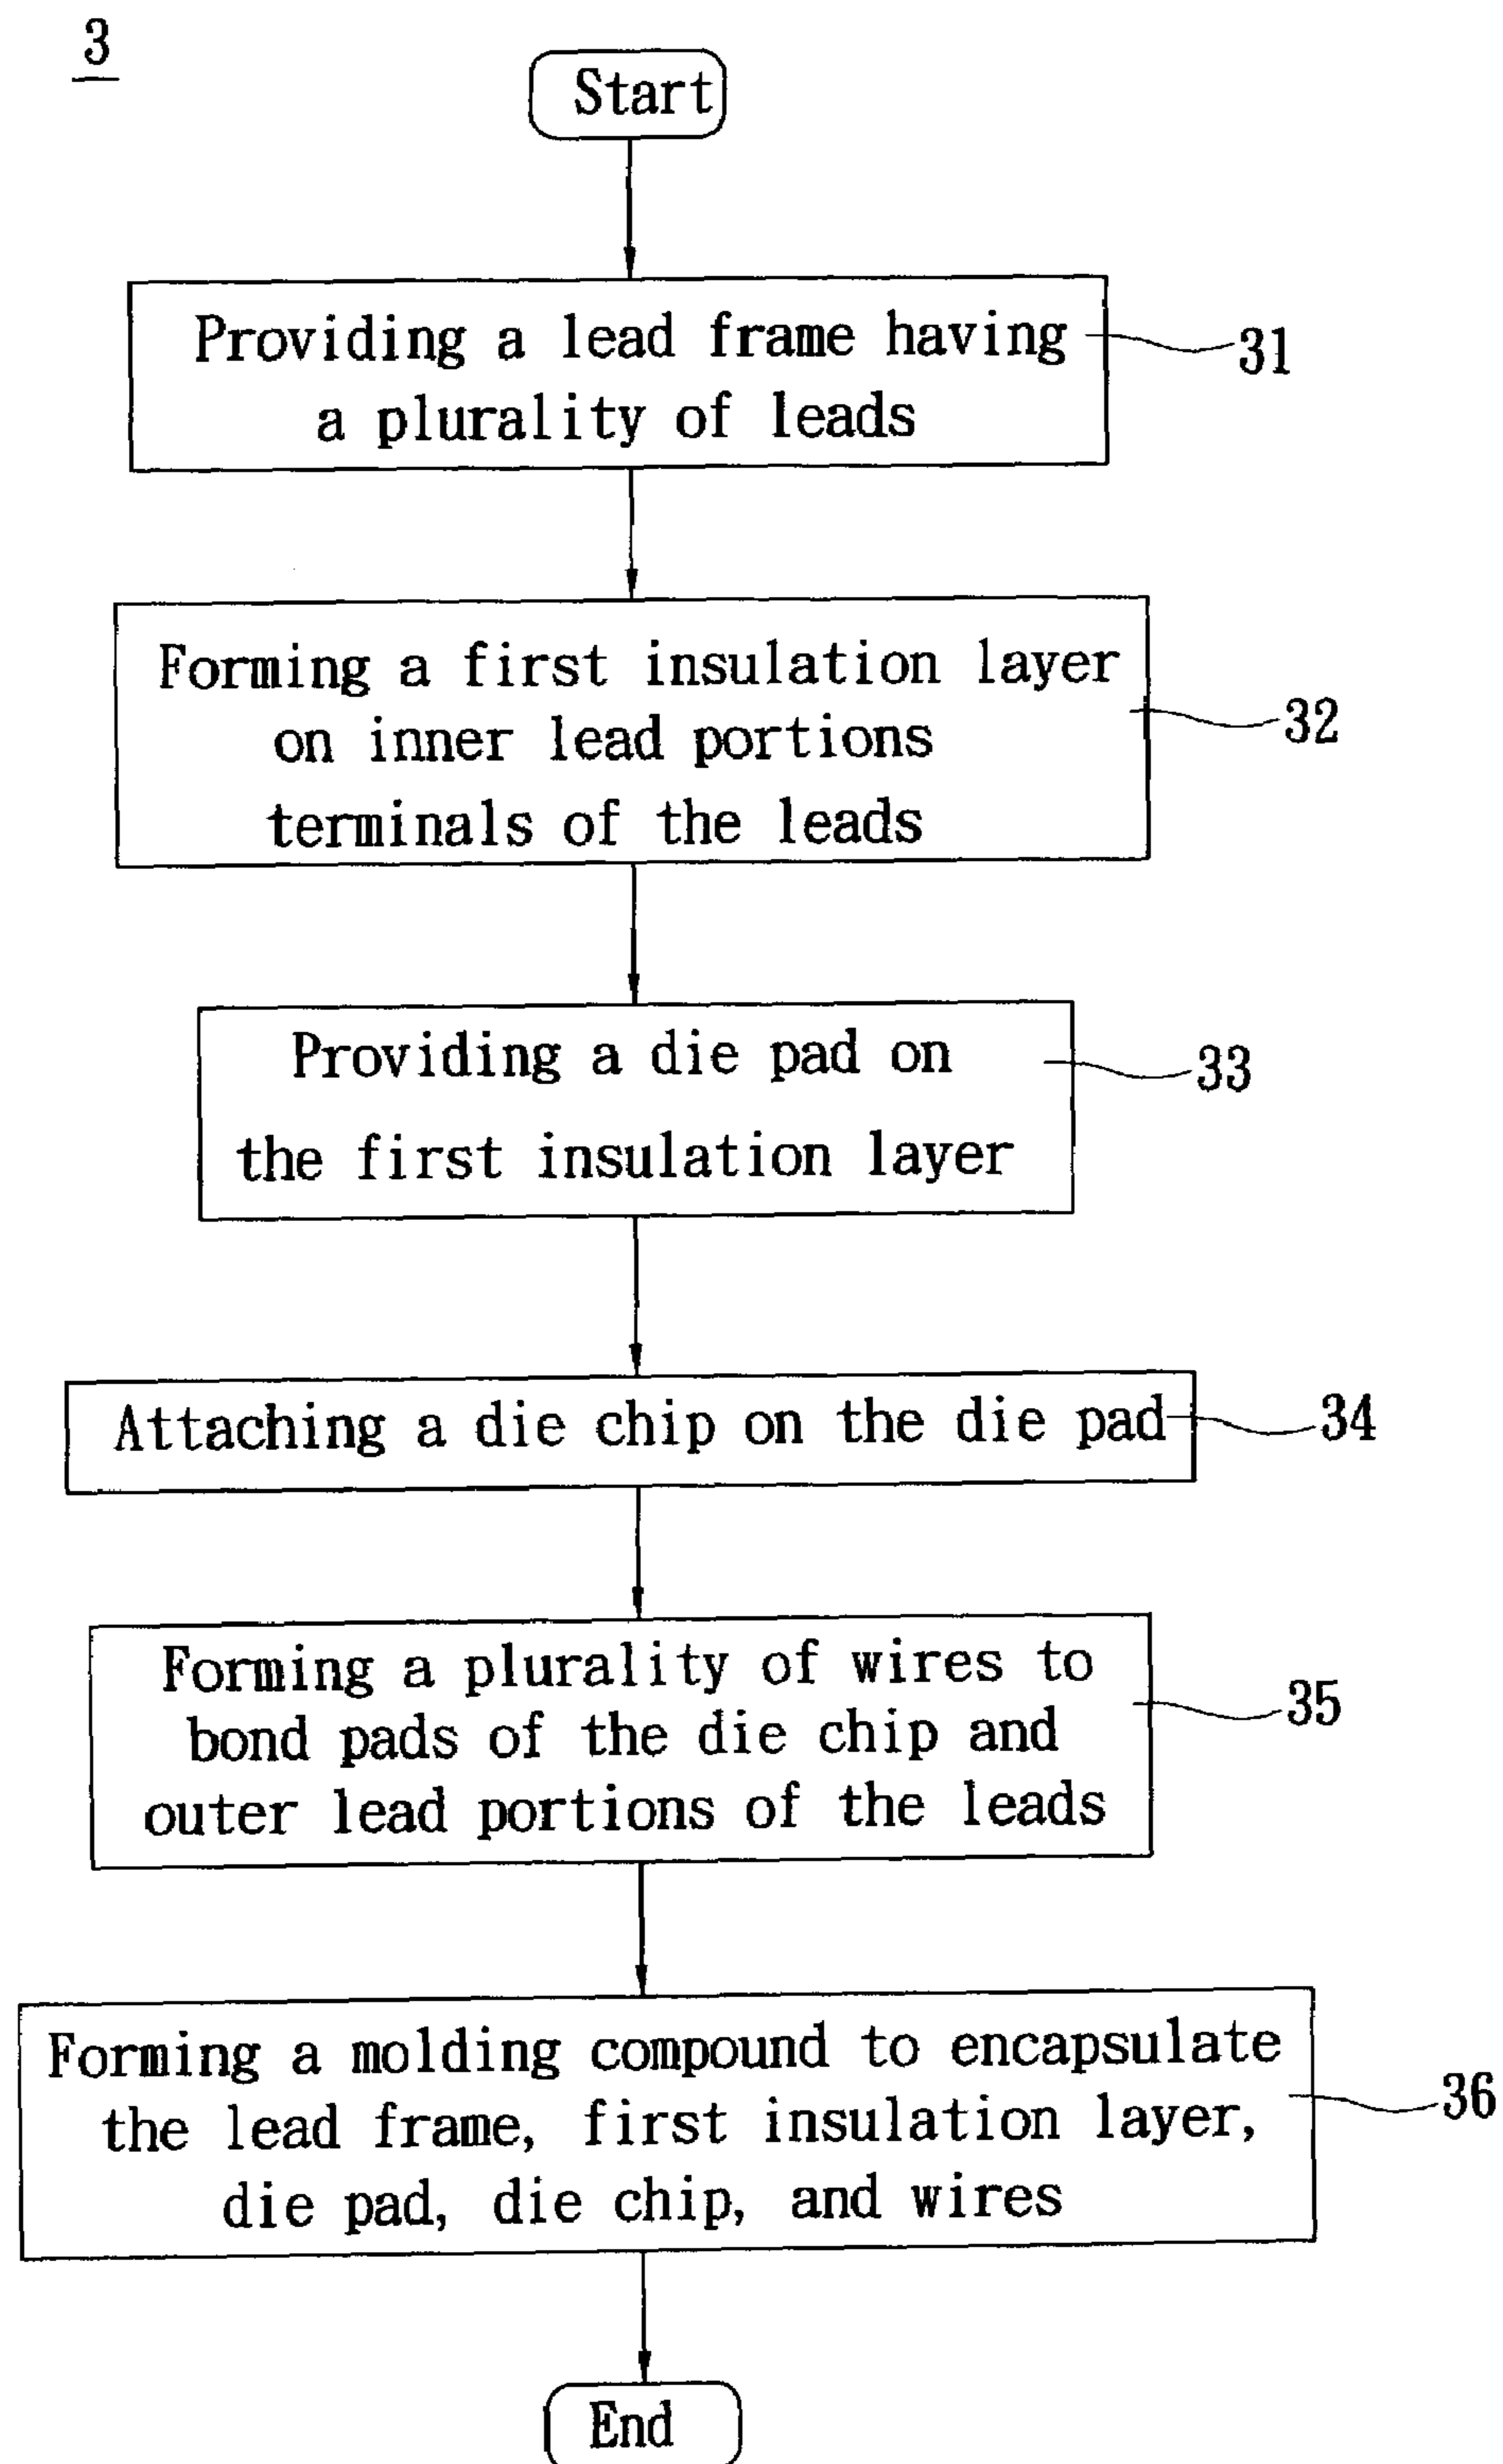 3
Start
Providing a lead frame having
a plurality of leads
31
Forming a first insulation layer
on inner lead portions
terminals of the leads
32
Providing a die pad on
the first insulation layer
33
Attaching a die chip on the die pad
34
Forming a plurality of wires to
bond pads of the die chip and
outer lead portions of the leads
35
Forming a molding compound to encapsulate
the lead frame, first insulation layer,
die pad, die chip, and wires
36
End